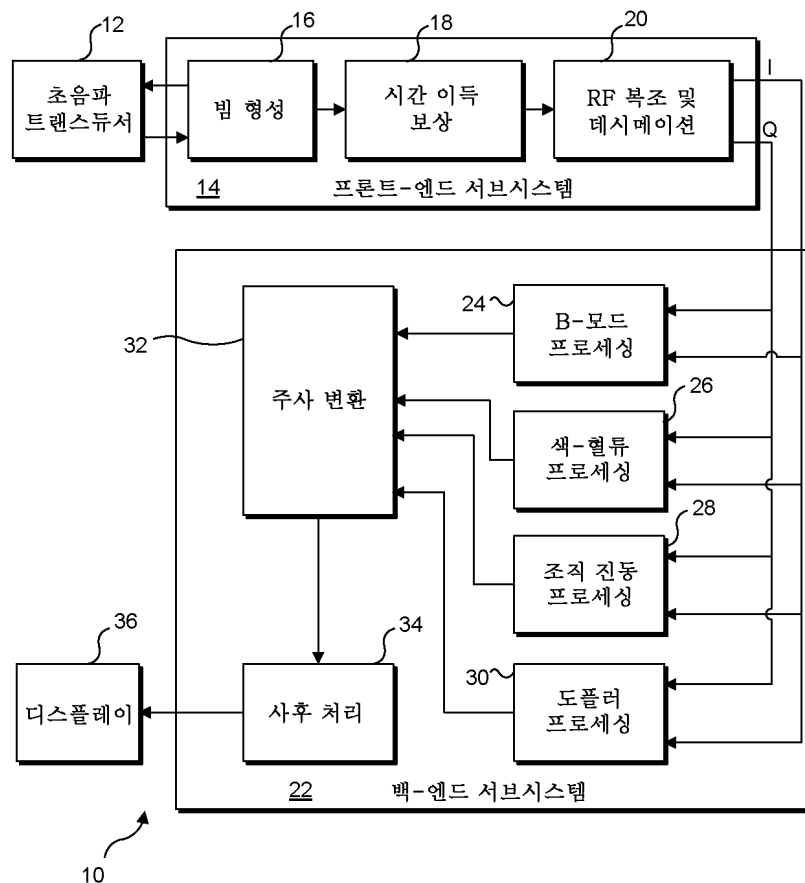 12
16
18
20
I
초음파
트랜스듀서
빔 형성
시간 이득
보상
RF 복조 및
데시메이션
Q
14
프론트-엔드 서브시스템
24
B-모드
프로세싱
32
주사 변환
26
색-혈류
프로세싱
28
조직 진동
프로세싱
36
34
30
디스플레이
사후 처리
도플러
프로세싱
22
백-엔드 서브시스템
10